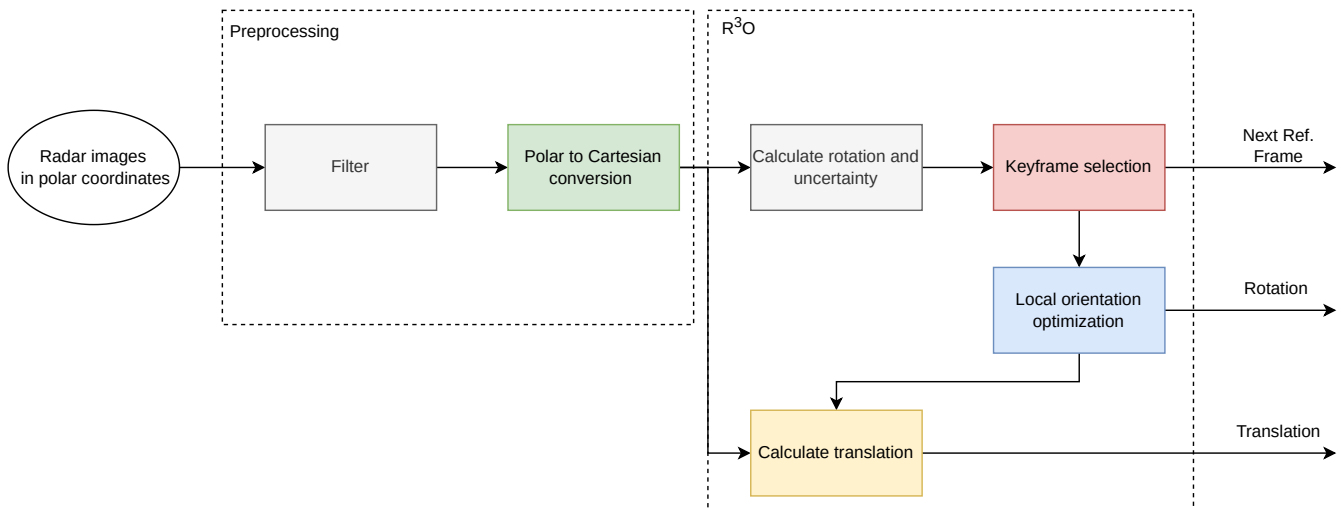 Preprocessing
R³O
Radar images
in polar coordinates
Filter
Polar to Cartesian
conversion
Calculate rotation and
uncertainty
Keyframe selection
Next Ref.
Frame
Local orientation
optimization
Rotation
Calculate translation
Translation